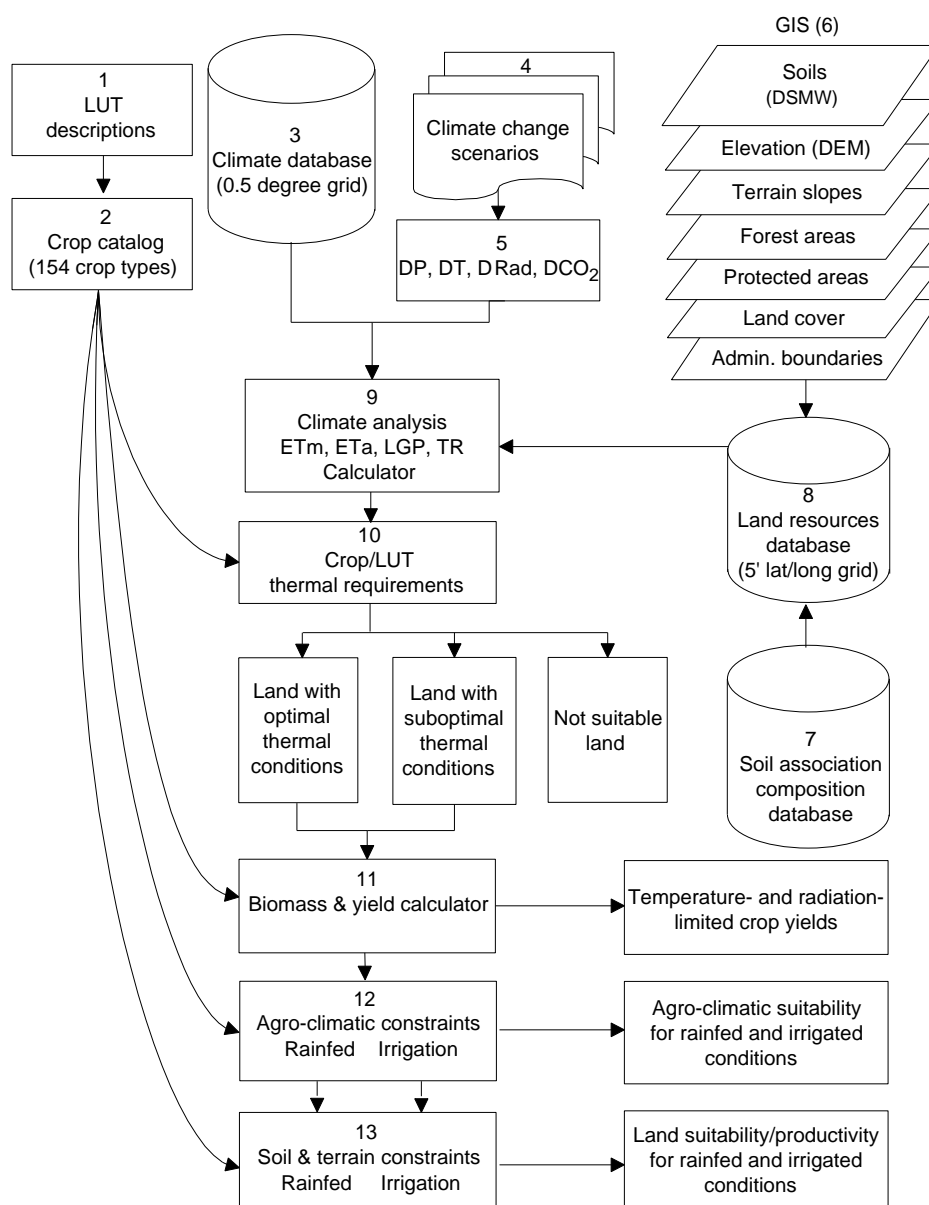 1
LUT
descriptions
2
Crop catalog
(154 crop types)
3
Climate database
(0.5 degree grid)
4
Climate change
scenarios
5
DP, DT, DRad, DCO2
GIS (6)
Soils
(DSMW)
Elevation (DEM)
Terrain slopes
Forest areas
Protected areas
Land cover
Admin. boundaries
9
Climate analysis
ETm, ETa, LGP, TR
Calculator
8
Land resources
database
(5' lat/long grid)
10
Crop/LUT
thermal requirements
Land with
optimal
thermal
conditions
Land with
suboptimal
thermal
conditions
Not suitable
land
7
Soil association
composition
database
11
Biomass & yield calculator
Temperature- and radiation-
limited crop yields
12
Agro-climatic constraints
Rainfed Irrigation
Agro-climatic suitability
for rainfed and irrigated
conditions
13
Soil & terrain constraints
Rainfed Irrigation
Land suitability/productivity
for rainfed and irrigated
conditions